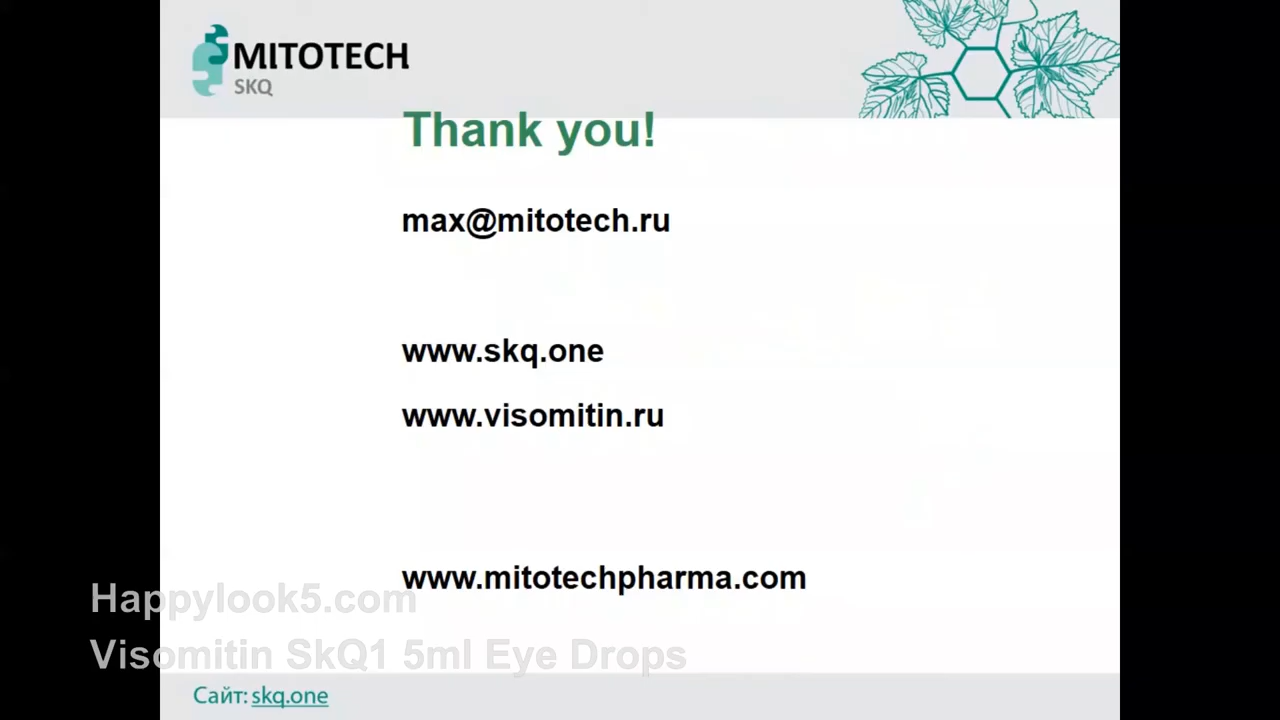 MITOTECH
SKQ
Thank you!
max@mitotech.ru
www.skq.one
www.visomitin.ru
www.mitotechpharma.com
Happylook5.com
Visomitin SkQ1 5ml Eye Drops
Сайт: skq.one